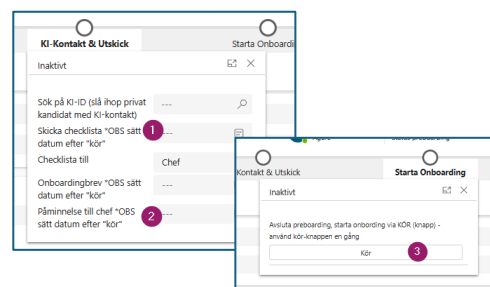 KI-Kontakt & Utskick
Starta Onboardi
Inaktivt
Sök på KI-ID (slå ihop privat
kandidat med KI-kontakt)
---
Skicka checklista *OBS sätt
datum efter "kör"
1
---
Checklista till
Chef
Onboardingbrev *OBS sätt
datum efter "kör"
---
Påminnelse till chef *OBS
sätt datum efter "kör"
2
---
Kontakt & Utskick
Starta Onboarding
Inaktivt
Avsluta preboarding, starta onbording via KÖR (knapp) -
använd kör-knappen en gång
Kör
3